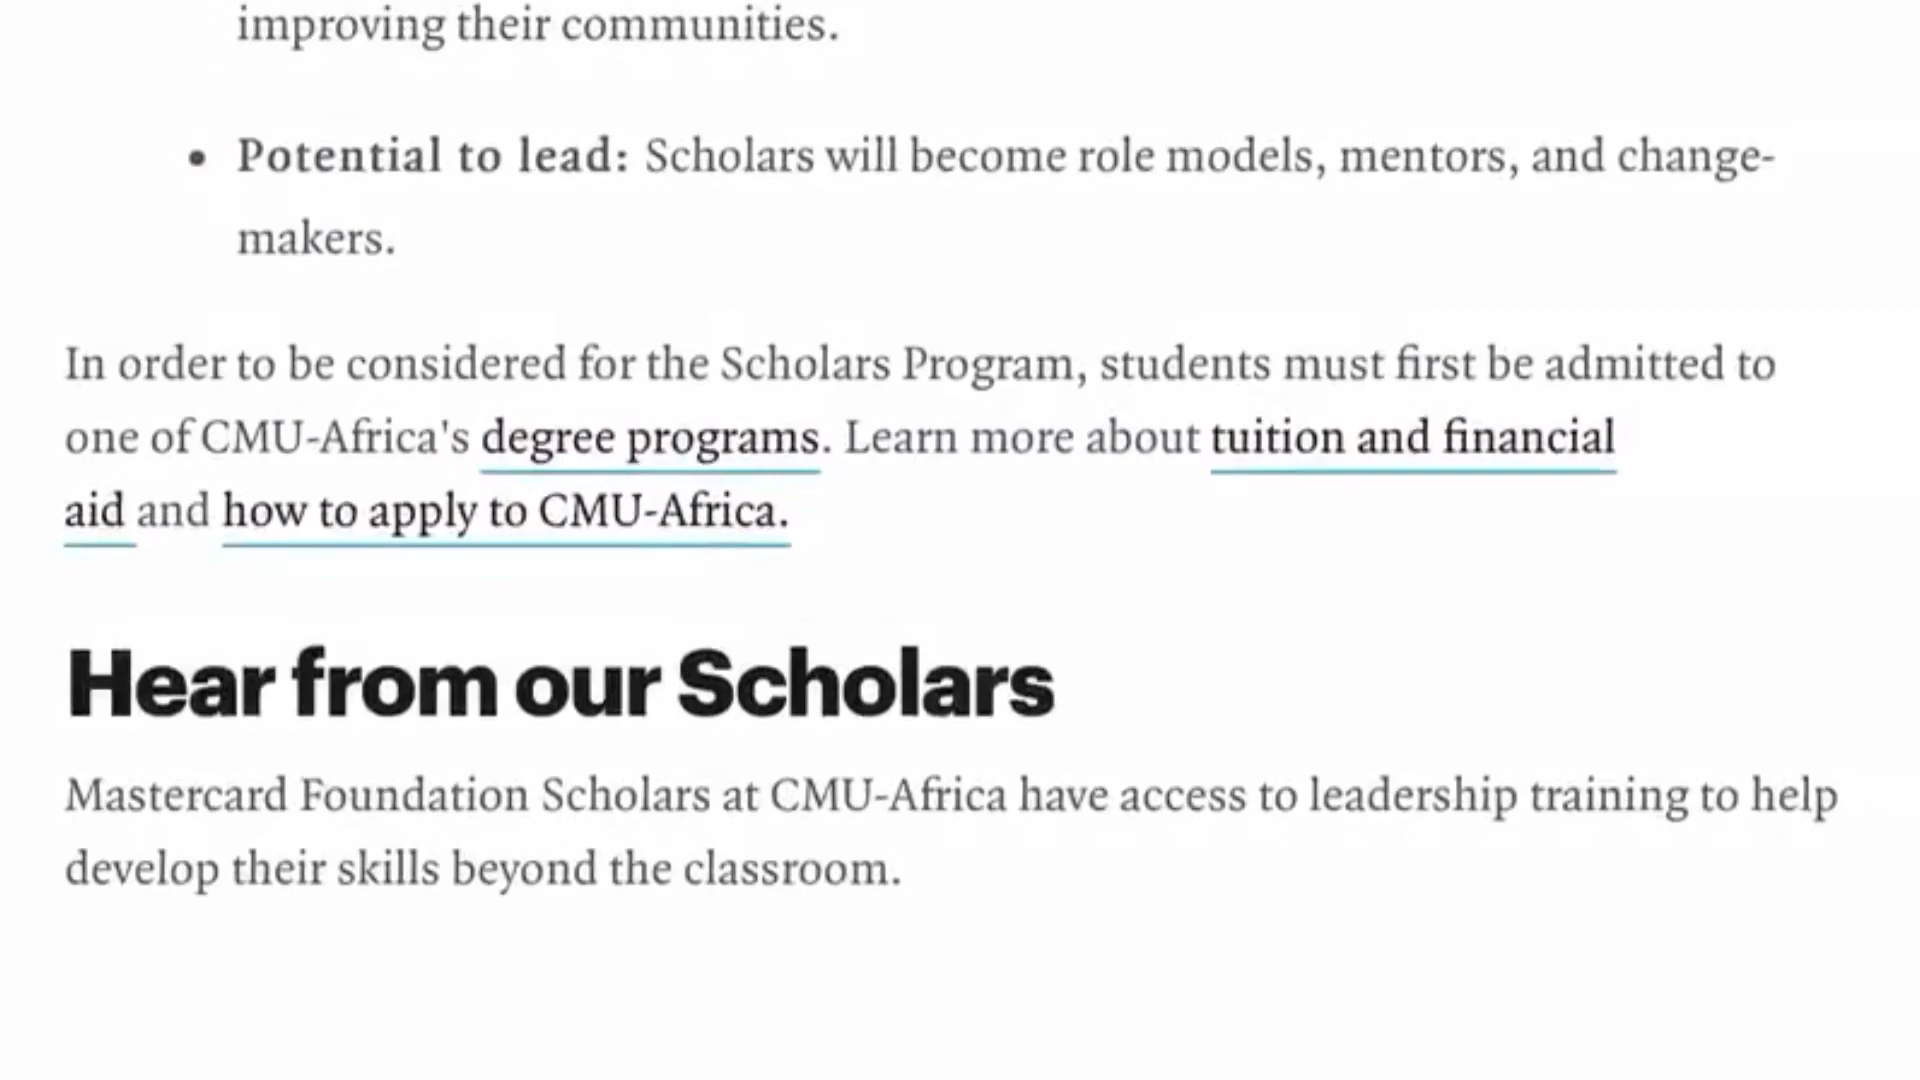 improving their communities.
• Potential to lead: Scholars will become role models, mentors, and change-
makers.
In order to be considered for the Scholars Program, students must first be admitted to
one of CMU-Africa's degree programs. Learn more about tuition and financial
aid and how to apply to CMU-Africa.
Hear from our Scholars
Mastercard Foundation Scholars at CMU-Africa have access to leadership training to help
develop their skills beyond the classroom.